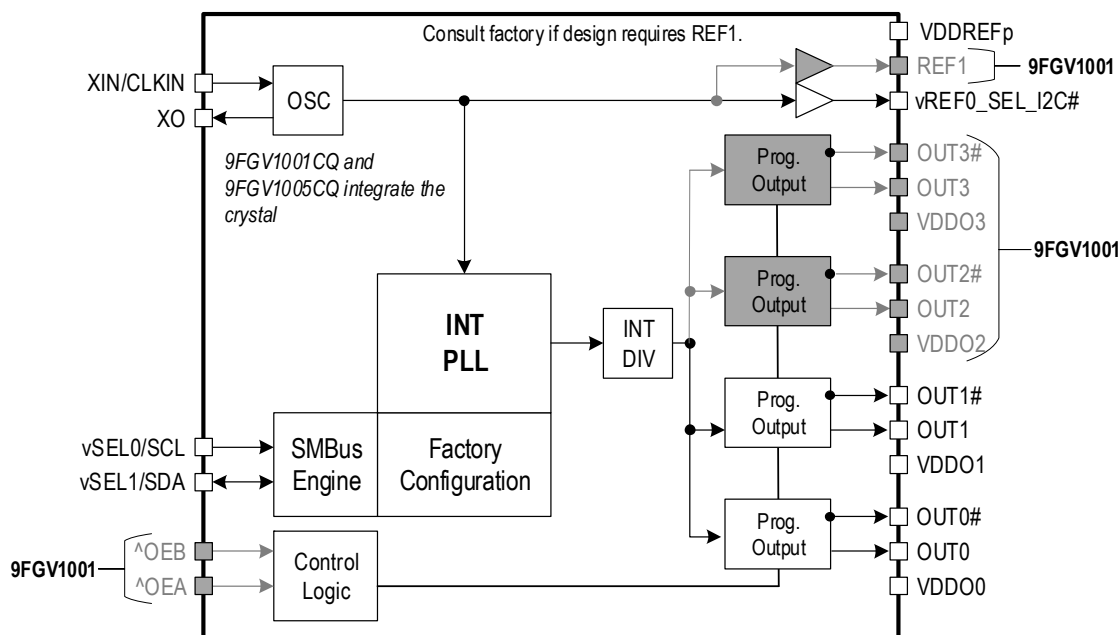 Consult factory if design requires REF1.
VDDREFp
REF1
9FGV1001
vREF0_SEL_I2C#
XIN/CLKIN
XO
OSC
9FGV1001CQ and
9FGV1005CQ integrate the
crystal
Prog.
Output
OUT3#
OUT3
VDDO3
9FGV1001
Prog.
Output
OUT2#
OUT2
VDDO2
INT
PLL
INT
DIV
Prog.
Output
OUT1#
OUT1
VDDO1
vSEL0/SCL
vSEL1/SDA
SMBus
Engine
Factory
Configuration
Prog.
Output
OUT0#
OUT0
VDDO0
9FGV1001
^OEB
^OEA
Control
Logic